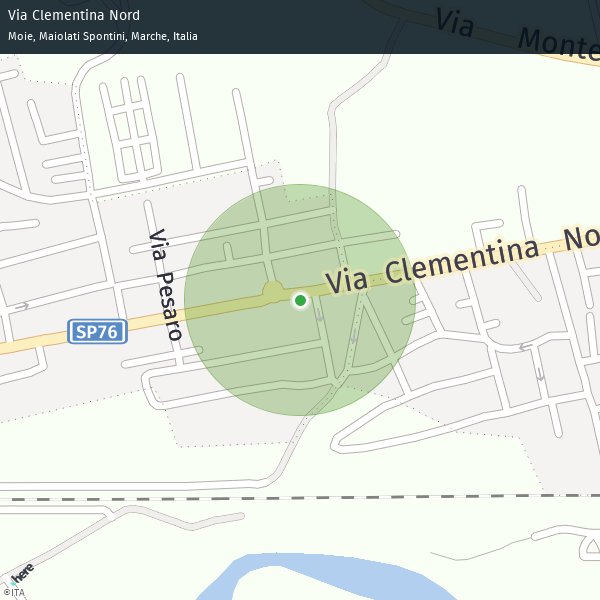 Via Clementina Nord
Moie, Maiolati Spontini, Marche, Italia
Via Monte
Via Clementina No
Via Pesaro
SP76
here
©ITA